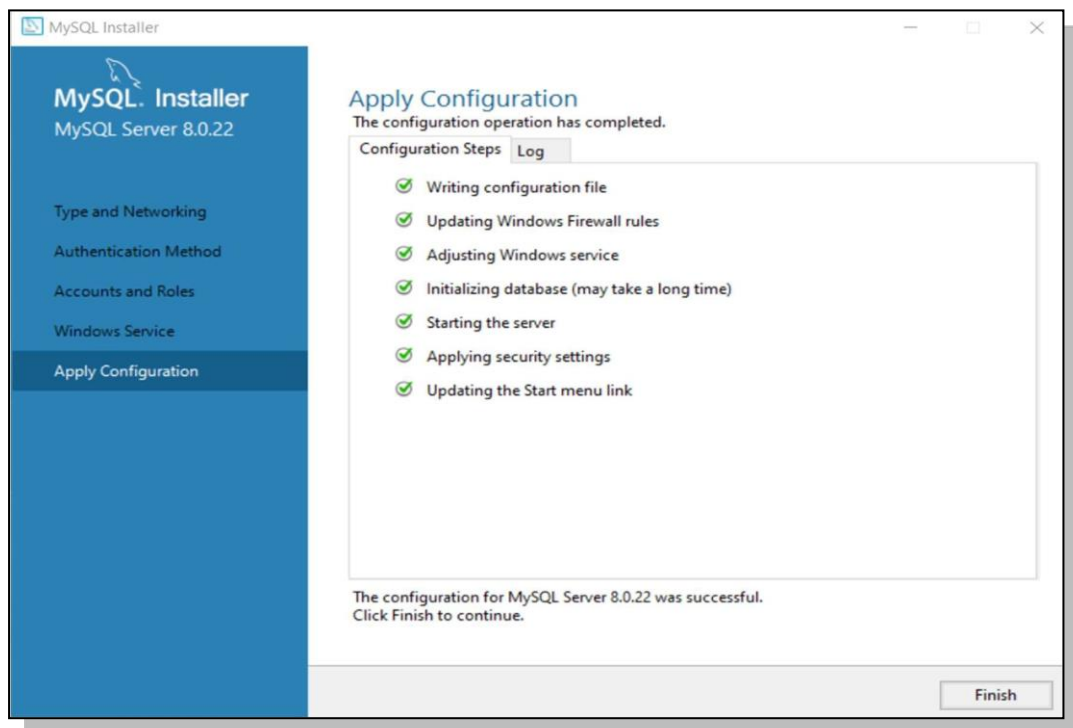 MySQL Installer
MySQL. Installer
MySQL Server 8.0.22
Type and Networking
Authentication Method
Accounts and Roles
Windows Service
Apply Configuration
Apply Configuration
The configuration operation has completed.
Configuration Steps Log
Writing configuration file
Updating Windows Firewall rules
Adjusting Windows service
Initializing database (may take a long time)
Starting the server
Applying security settings
Updating the Start menu link
The configuration for MySQL Server 8.0.22 was successful.
Click Finish to continue.
Finish